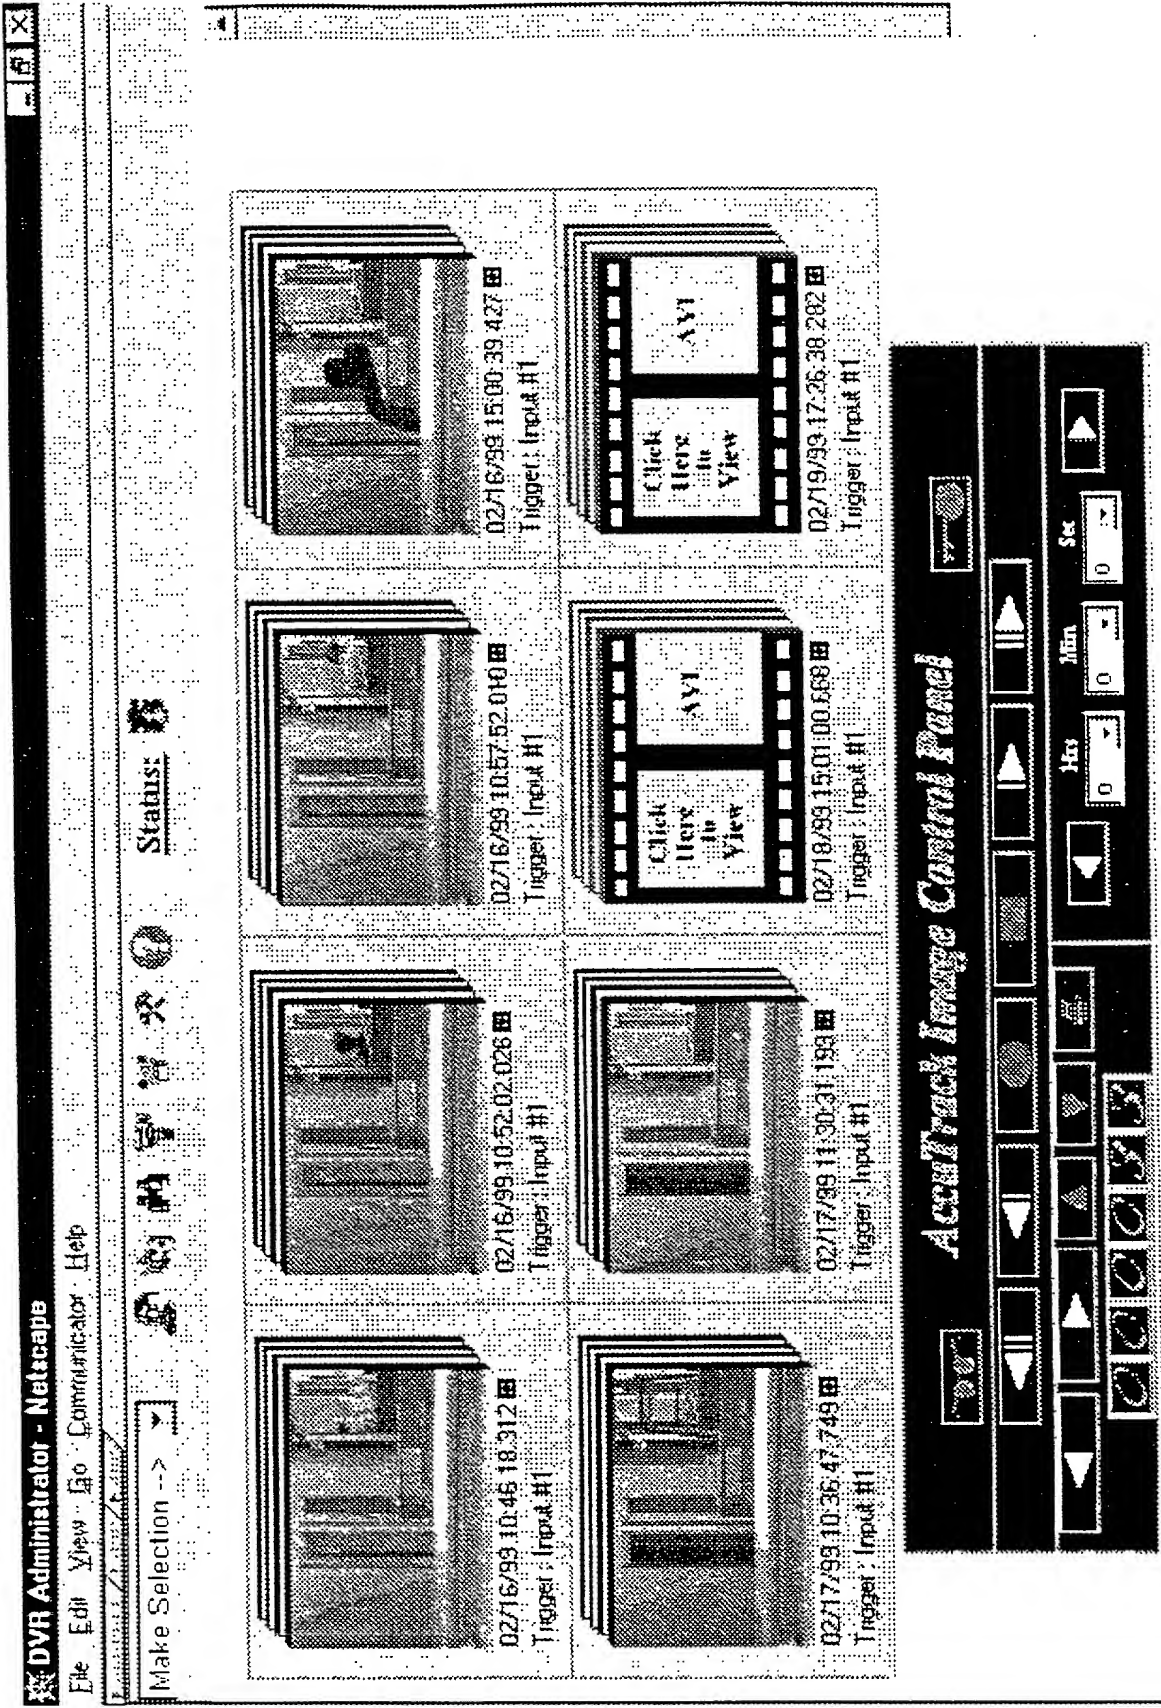 DVR Administrator - Netscape
File Edit View Go Communicator Help
Make Selection --> Status:
02/16/99 10:46:18.312
Trigger: Input #1
02/16/99 10:52:02.026
Trigger: Input #1
02/16/99 10:57:52.010
Trigger: Input #1
02/16/99 15:00:39.427
Trigger: Input #1
02/17/99 10:36:47.749
Trigger: Input #1
02/17/99 11:30:31.193
Trigger: Input #1
Click
Here
to
View
AVI
02/18/99 15:01:00.668
Trigger: Input #1
Click
Here
to
View
AVI
02/19/99 17:26:38.282
Trigger: Input #1
AccuTrack Image Control Panel
Hrs Min Sec
0 0 0